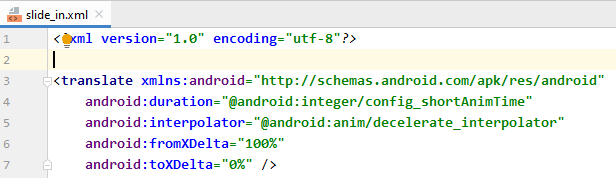 slide_in.xml
1 <?xml version="1.0" encoding="utf-8"?>
2
3 <translate xmlns:android="http://schemas.android.com/apk/res/android"
4 android:duration="@android:integer/config_shortAnimTime"
5 android:interpolator="@android:anim/decelerate_interpolator"
6 android:fromXDelta="100%"
7 android:toXDelta="0%" />